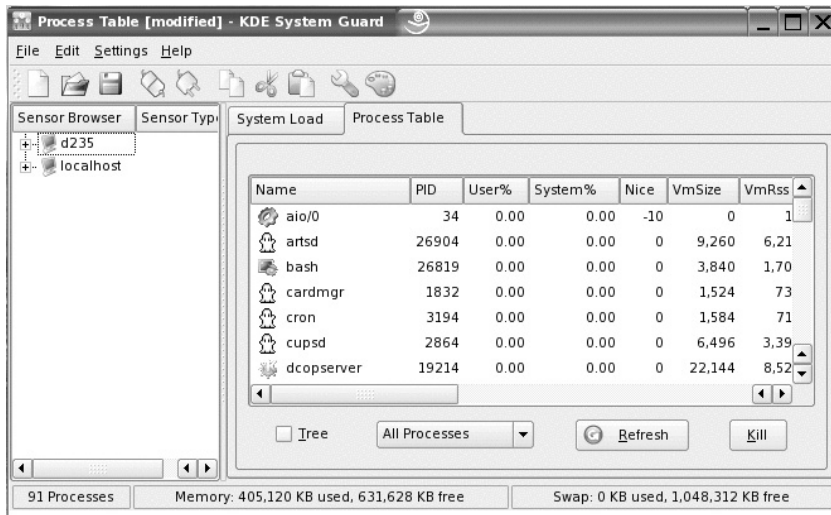 Process Table [modified] - KDE System Guard
File Edit Settings Help
Sensor Browser Sensor Typ
d235
localhost
System Load Process Table
Name PID User% System% Nice VmSize VmRss
aio/0 34 0.00 0.00 -10 0 1
artsd 26904 0.00 0.00 0 9,260 6,21
bash 26819 0.00 0.00 0 3,840 1,70
cardmgr 1832 0.00 0.00 0 1,524 73
cron 3194 0.00 0.00 0 1,584 71
cupsd 2864 0.00 0.00 0 6,496 3,39
dcopserver 19214 0.00 0.00 0 22,144 8,52
Tree All Processes Refresh Kill
91 Processes Memory: 405,120 KB used, 631,628 KB free Swap: 0 KB used, 1,048,312 KB free